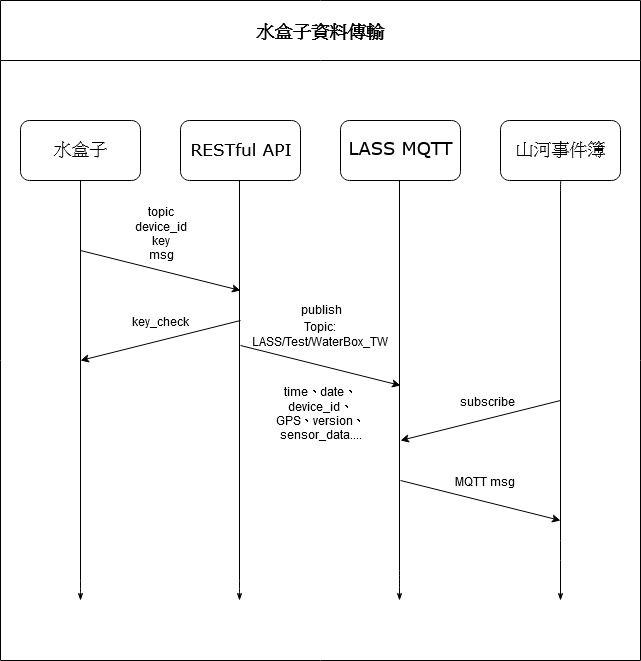 水盒子資料傳輸
水盒子
RESTful API
LASS MQTT
山河事件簿
topic
device_id
key
msg
key_check
publish
Topic:
LASS/Test/WaterBox_TW
time、date、
device_id、
GPS、version、
sensor_data....
subscribe
MQTT msg